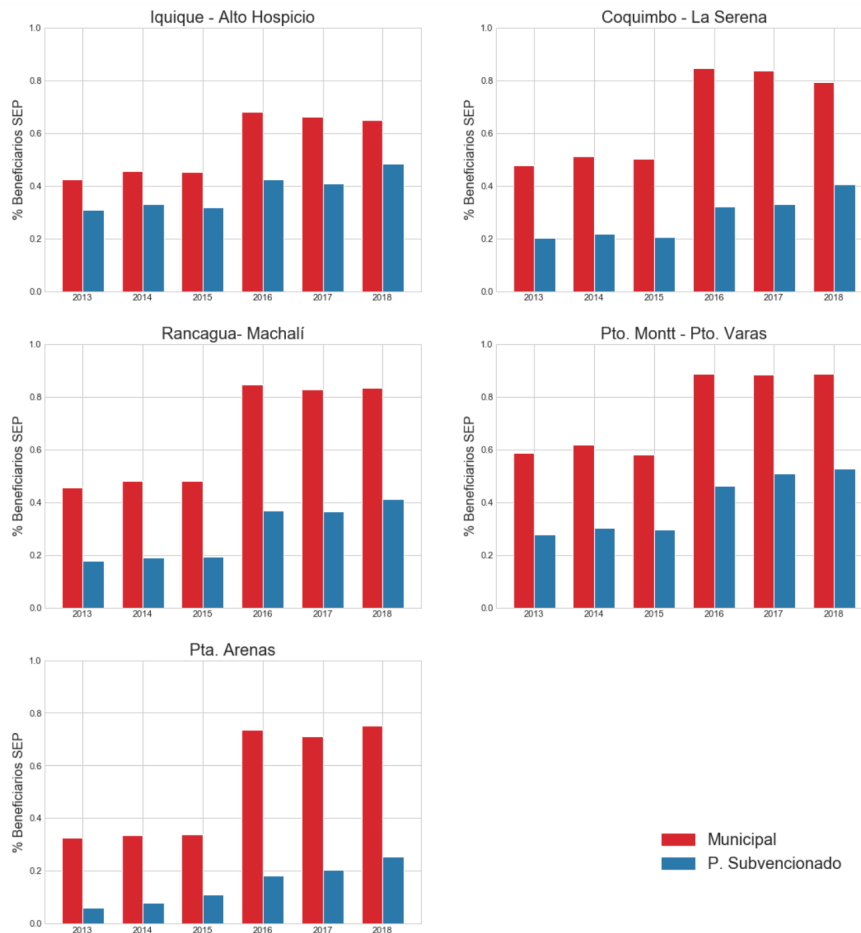 Iquique - Alto Hospicio
% Beneficiarios SEP
1.0
0.8
0.6
0.4
0.2
0.0
2013 2014 2015 2016 2017 2018
Coquimbo - La Serena
% Beneficiarios SEP
1.0
0.8
0.6
0.4
0.2
0.0
2013 2014 2015 2016 2017 2018
Rancagua- Machalí
% Beneficiarios SEP
1.0
0.8
0.6
0.4
0.2
0.0
2013 2014 2015 2016 2017 2018
Pto. Montt - Pto. Varas
% Beneficiarios SEP
1.0
0.8
0.6
0.4
0.2
0.0
2013 2014 2015 2016 2017 2018
Pta. Arenas
% Beneficiarios SEP
1.0
0.8
0.6
0.4
0.2
0.0
2013 2014 2015 2016 2017 2018
Municipal
P. Subvencionado